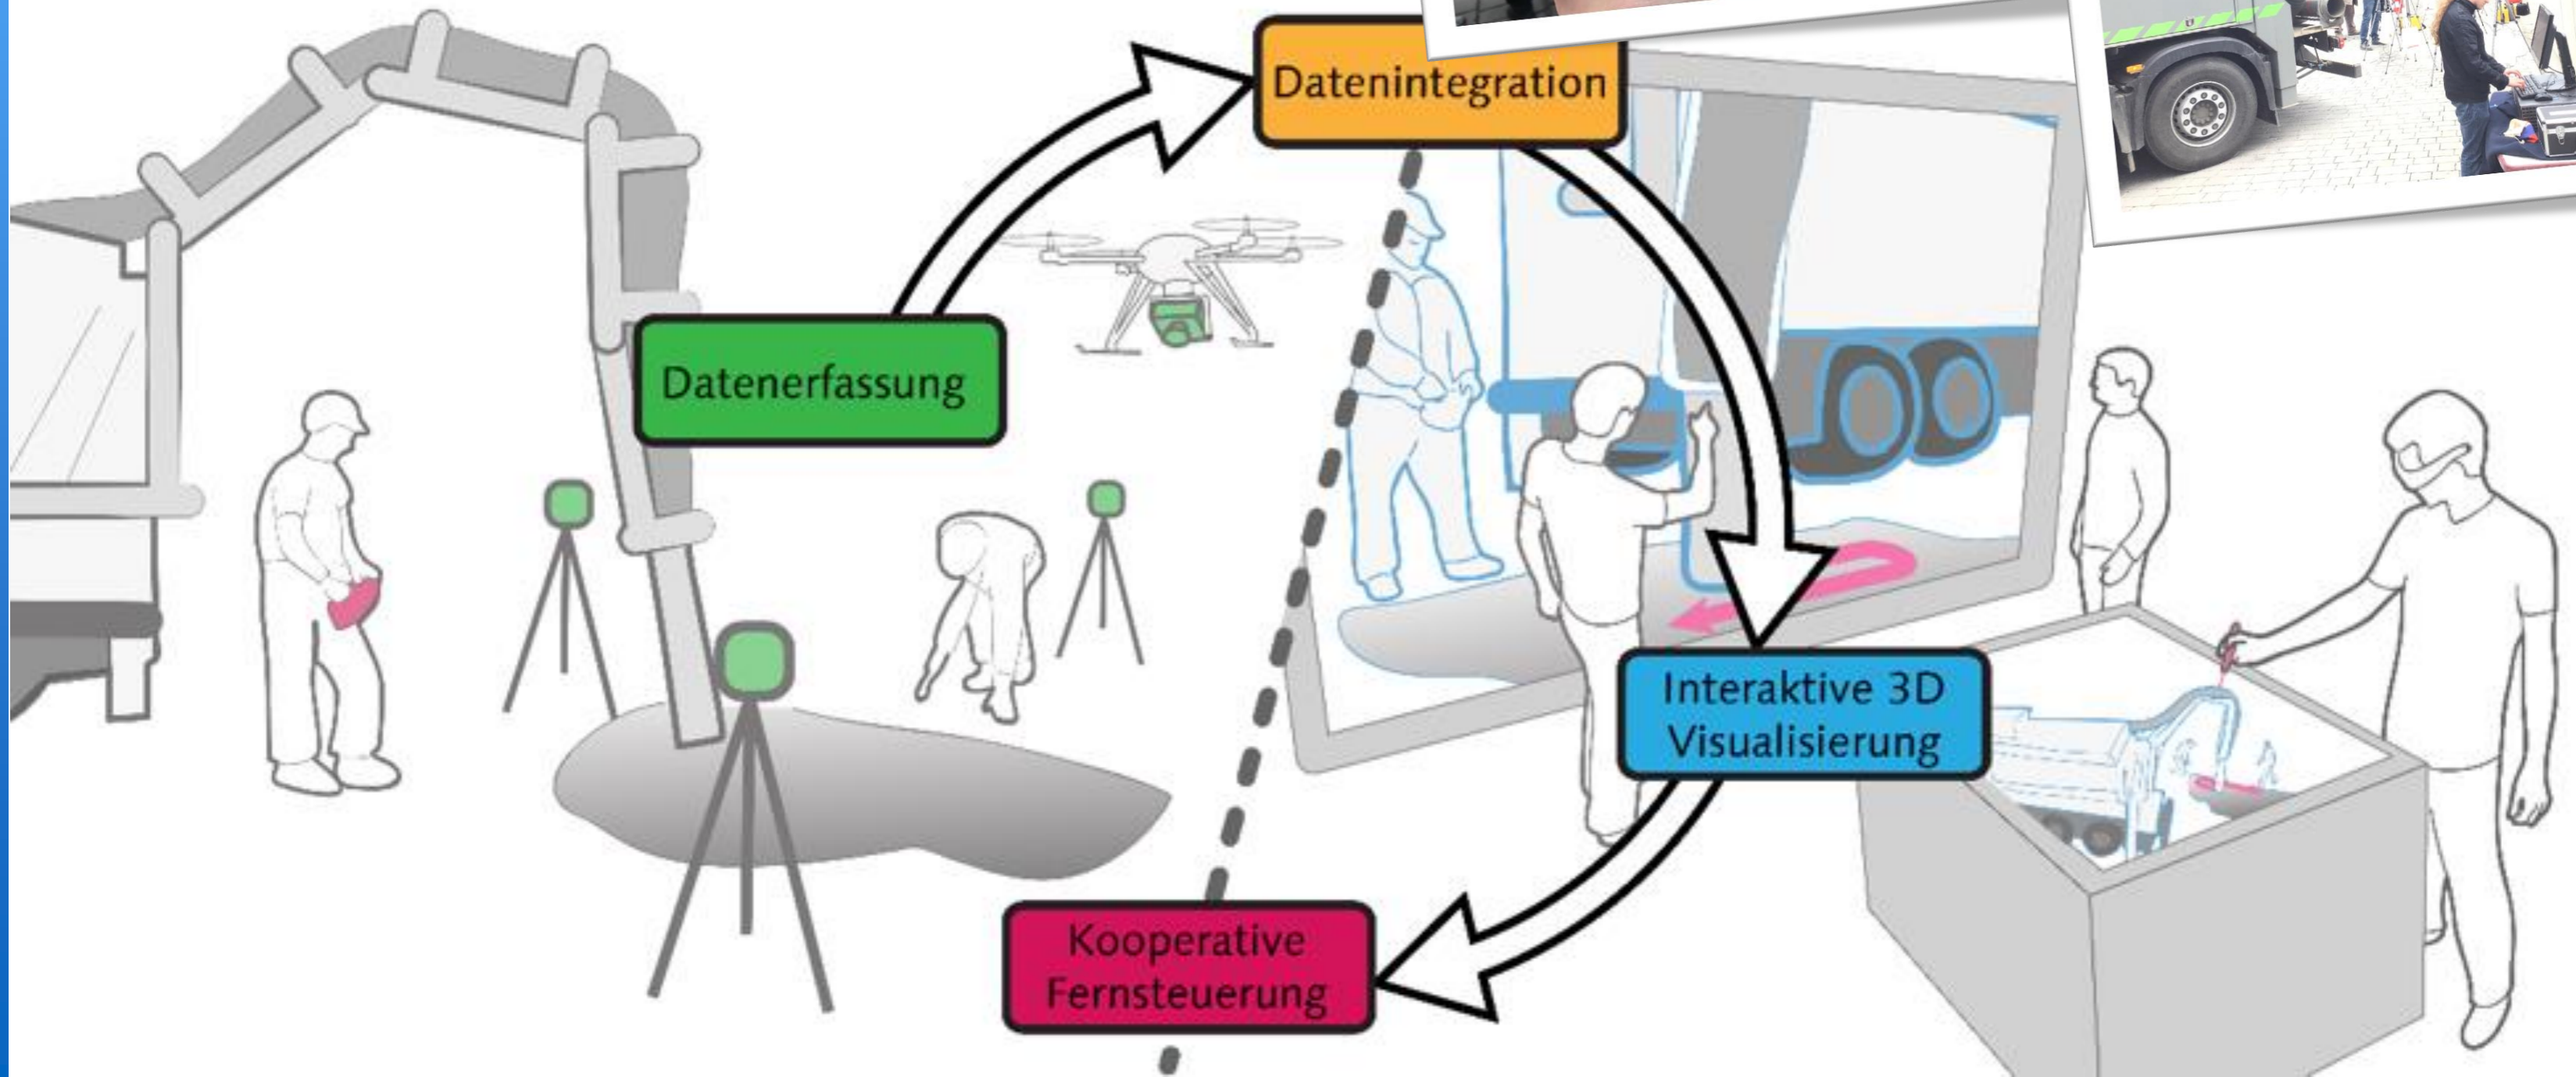 Datenintegration
Datenerfassung
Interaktive 3D
Visualisierung
Kooperative
Fernsteuerung